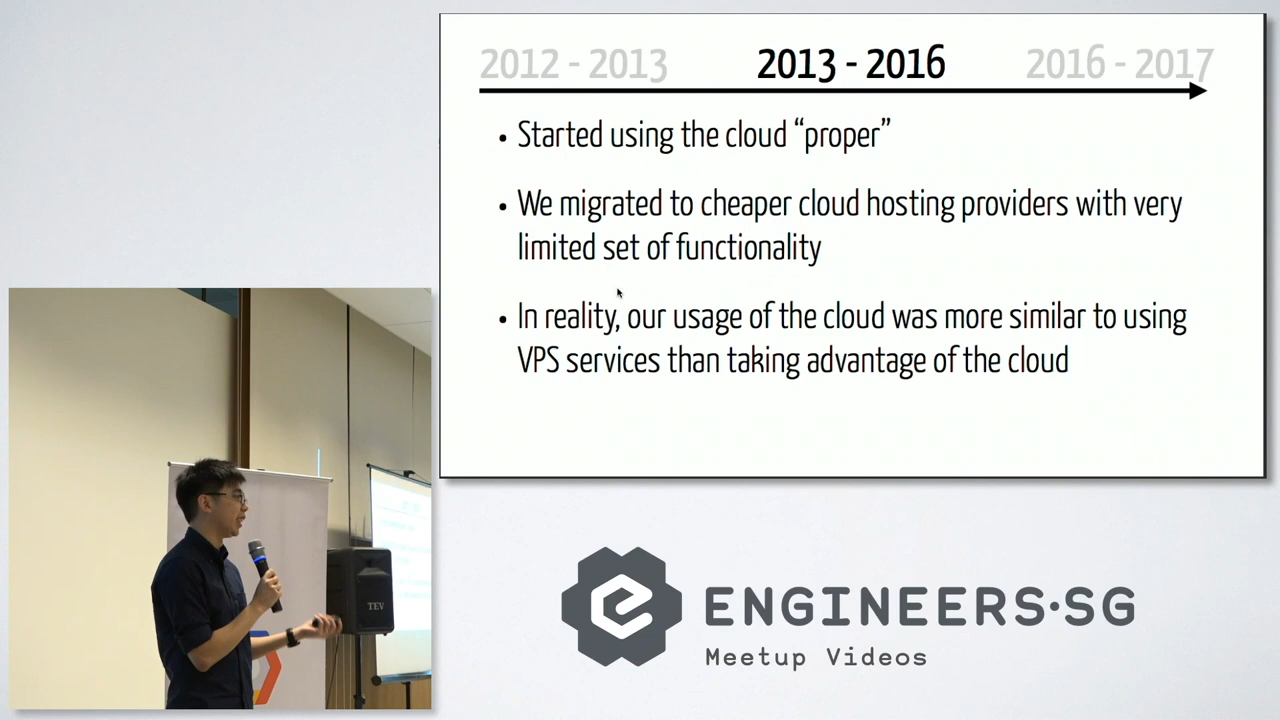 2012 - 2013 2013 - 2016 2016 - 2017
• Started using the cloud “proper”
• We migrated to cheaper cloud hosting providers with very
limited set of functionality
• In reality, our usage of the cloud was more similar to using
VPS services than taking advantage of the cloud
TEV
ENGINEERS·SG
Meetup Videos